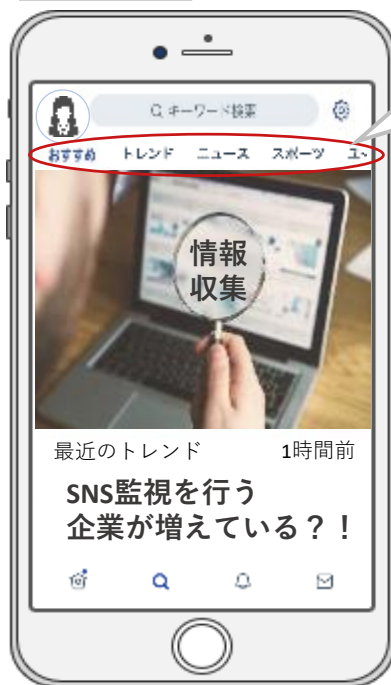 キーワード検索
おすすめ トレンド ニュース スポーツ
情報
収集
最近のトレンド 1時間前
SNS監視を行う
企業が増えている？！